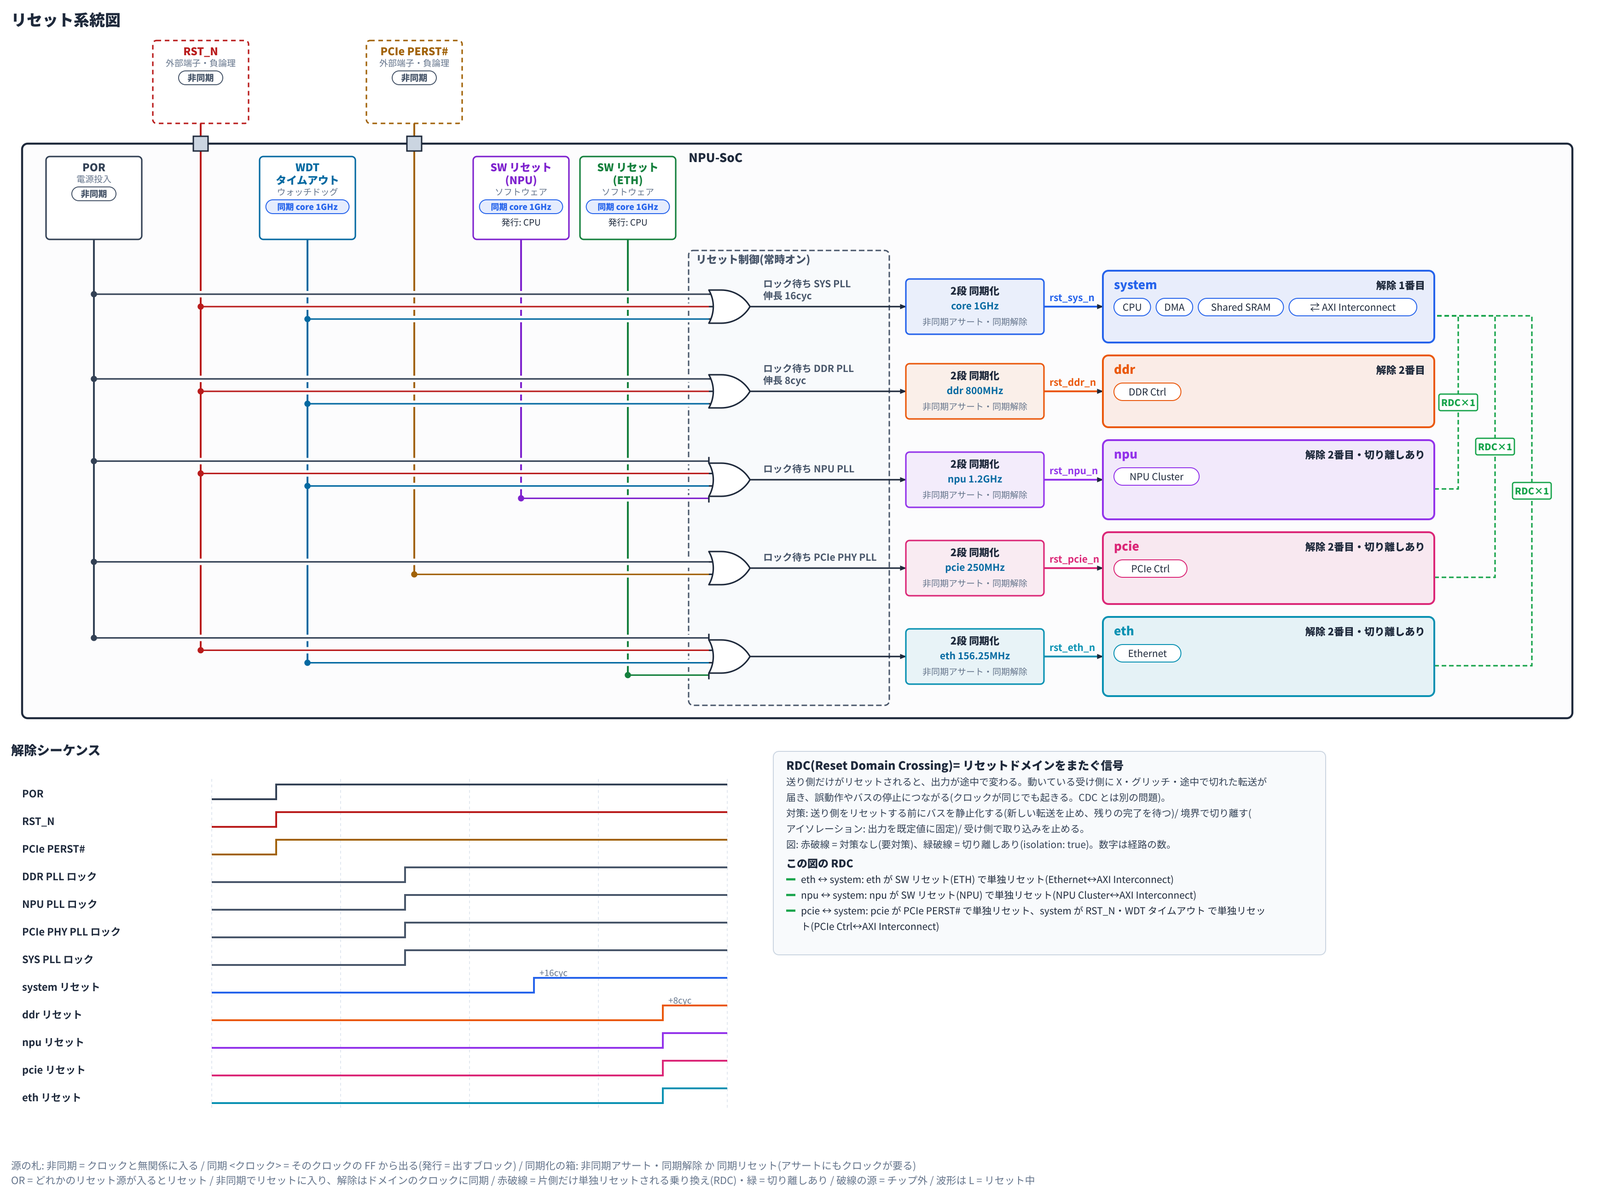 リセット系統図
RST_N
外部端子・負論理
非同期
PCIe PERST#
外部端子・負論理
非同期
NPU-SoC
POR
電源投入
非同期
WDT
タイムアウト
ウォッチドッグ
同期 core 1GHz
SW リセット
(NPU)
ソフトウェア
同期 core 1GHz
発行: CPU
SW リセット
(ETH)
ソフトウェア
同期 core 1GHz
発行: CPU
リセット制御(常時オン)
ロック待ち SYS PLL
伸長 16cyc
2段 同期化
core 1GHz
非同期アサート・同期解除
rst_sys_n
system
解除 1番目
CPU
DMA
Shared SRAM
⇄ AXI Interconnect
ロック待ち DDR PLL
伸長 8cyc
2段 同期化
ddr 800MHz
非同期アサート・同期解除
rst_ddr_n
ddr
解除 2番目
DDR Ctrl
RDC×1
RDC×1
RDC×1
ロック待ち NPU PLL
2段 同期化
npu 1.2GHz
非同期アサート・同期解除
rst_npu_n
npu
解除 2番目・切り離しあり
NPU Cluster
ロック待ち PCIe PHY PLL
2段 同期化
pcie 250MHz
非同期アサート・同期解除
rst_pcie_n
pcie
解除 2番目・切り離しあり
PCIe Ctrl
2段 同期化
eth 156.25MHz
非同期アサート・同期解除
rst_eth_n
eth
解除 2番目・切り離しあり
Ethernet
解除シーケンス
POR
RST_N
PCIe PERST#
DDR PLL ロック
NPU PLL ロック
PCIe PHY PLL ロック
SYS PLL ロック
system リセット
+16cyc
ddr リセット
+8cyc
npu リセット
pcie リセット
eth リセット
RDC(Reset Domain Crossing)= リセットドメインをまたぐ信号
送り側だけがリセットされると、出力が途中で変わる。動いている受け側に X・グリッチ・途中で切れた転送が
届き、誤動作やバスの停止につながる(クロックが同じでも起きる。CDC とは別の問題)。
対策: 送り側をリセットする前にバスを静止化する(新しい転送を止め、残りの完了を待つ)/ 境界で切り離す(
アイソレーション: 出力を既定値に固定)/ 受け側で取り込みを止める。
図: 赤破線 = 対策なし(要対策)、緑破線 = 切り離しあり(isolation: true)。数字は経路の数。
この図の RDC
eth ↔ system: eth が SW リセット(ETH) で単独リセット(Ethernet↔AXI Interconnect)
npu ↔ system: npu が SW リセット(NPU) で単独リセット(NPU Cluster↔AXI Interconnect)
pcie ↔ system: pcie が PCIe PERST# で単独リセット、system が RST_N・WDT タイムアウト で単独リセッ
ト(PCIe Ctrl↔AXI Interconnect)
源の札: 非同期 = クロックと無関係に入る / 同期 <クロック> = そのクロックの FF から出る(発行 = 出すブロック) / 同期化の箱: 非同期アサート・同期解除 か 同期リセット(アサートにもクロックが要る)
OR = どれかのリセット源が入るとリセット / 非同期でリセットに入り、解除はドメインのクロックに同期 / 赤破線 = 片側だけ単独リセットされる乗り換え(RDC)・緑 = 切り離しあり / 破線の源 = チップ外 / 波形は L = リセット中